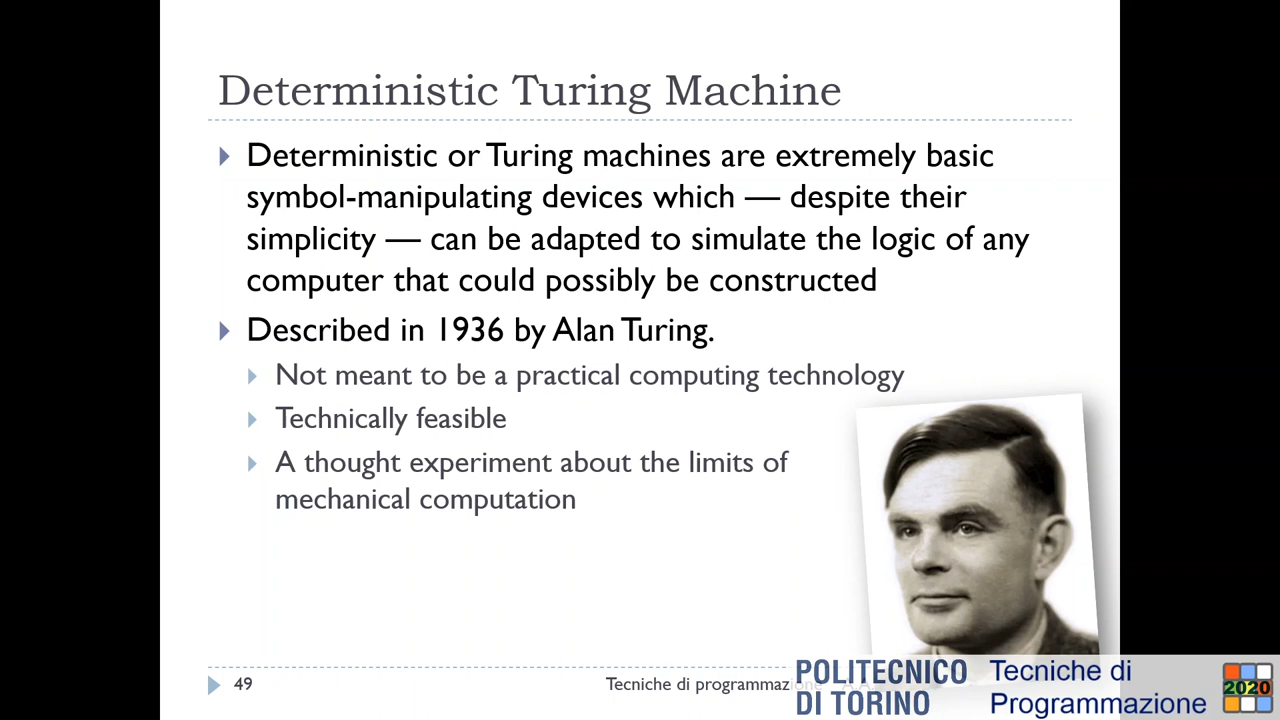 Deterministic Turing Machine
Deterministic or Turing machines are extremely basic
symbol-manipulating devices which — despite their
simplicity — can be adapted to simulate the logic of any
computer that could possibly be constructed
Described in 1936 by Alan Turing.
Not meant to be a practical computing technology
Technically feasible
A thought experiment about the limits of
mechanical computation
49
Tecniche di programmazione A.A.
POLITECNICO
DI TORINO
Tecniche di
Programmazione
2020